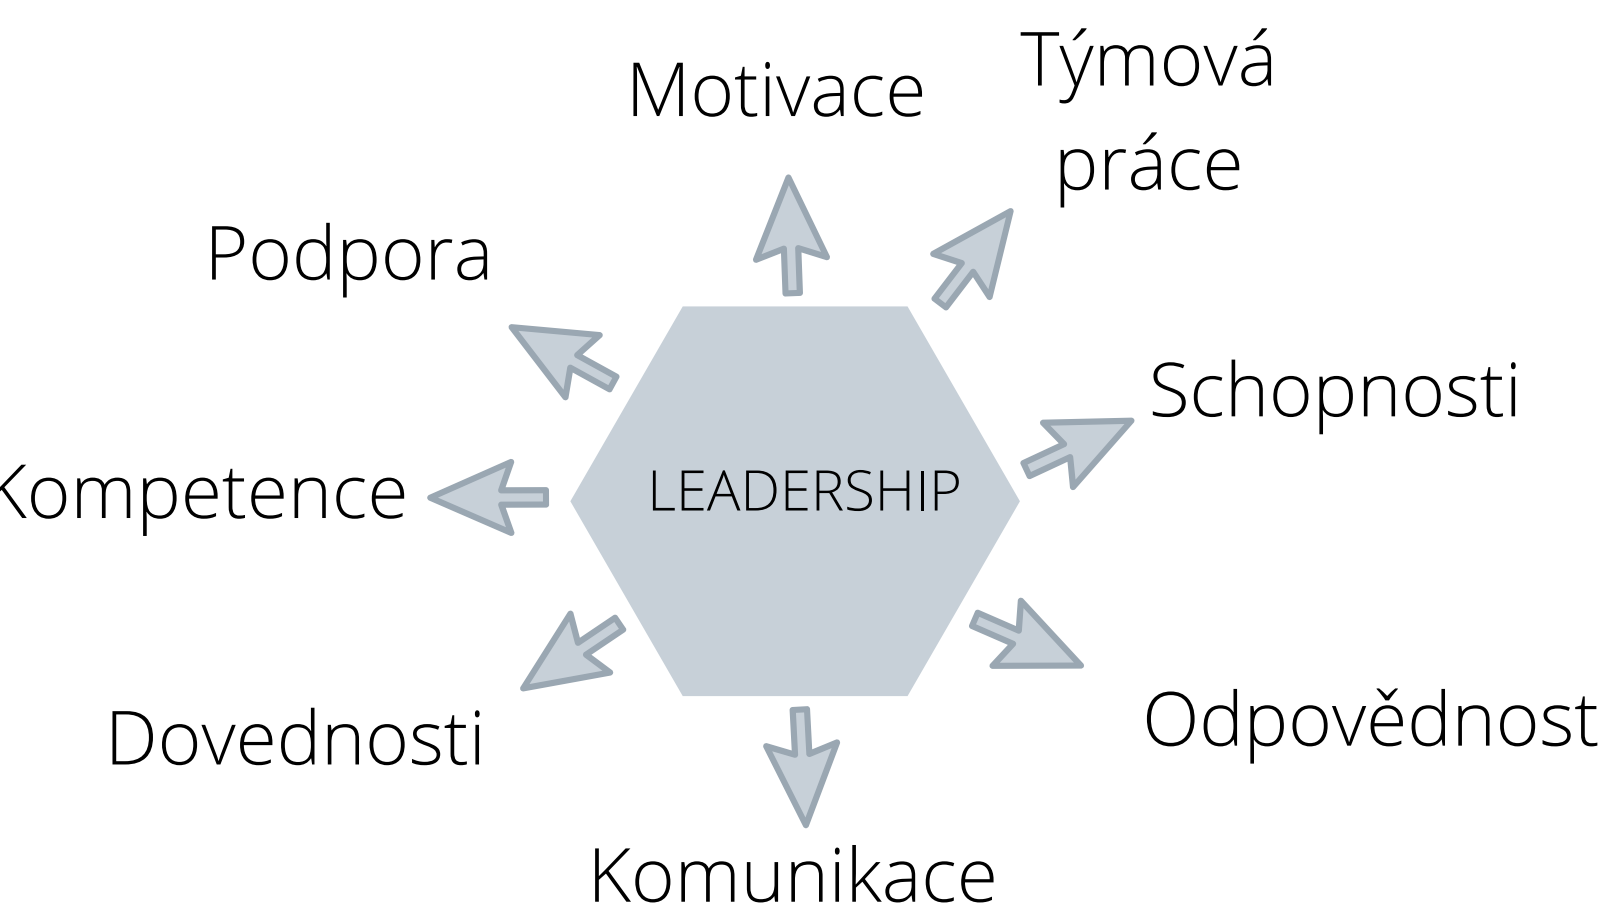 Motivace
Týmová
práce
Podpora
Schopnosti
Kompetence
LEADERSHIP
Odpovědnost
Dovednosti
Komunikace